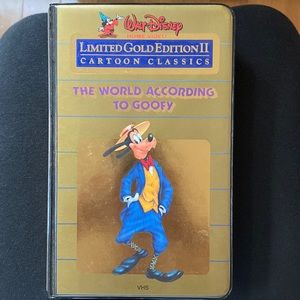 Walt Disney
HOME VIDEO
LIMITED GOLD EDITION II
CARTOON CLASSICS
THE WORLD ACCORDING
TO GOOFY
VHS